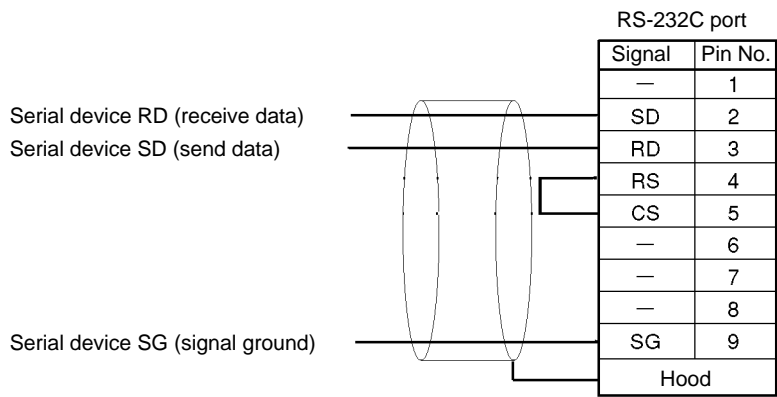 RS-232C port
Signal Pin No.
— 1
Serial device RD (receive data) SD 2
Serial device SD (send data) RD 3
RS 4
CS 5
— 6
— 7
— 8
Serial device SG (signal ground) SG 9
Hood